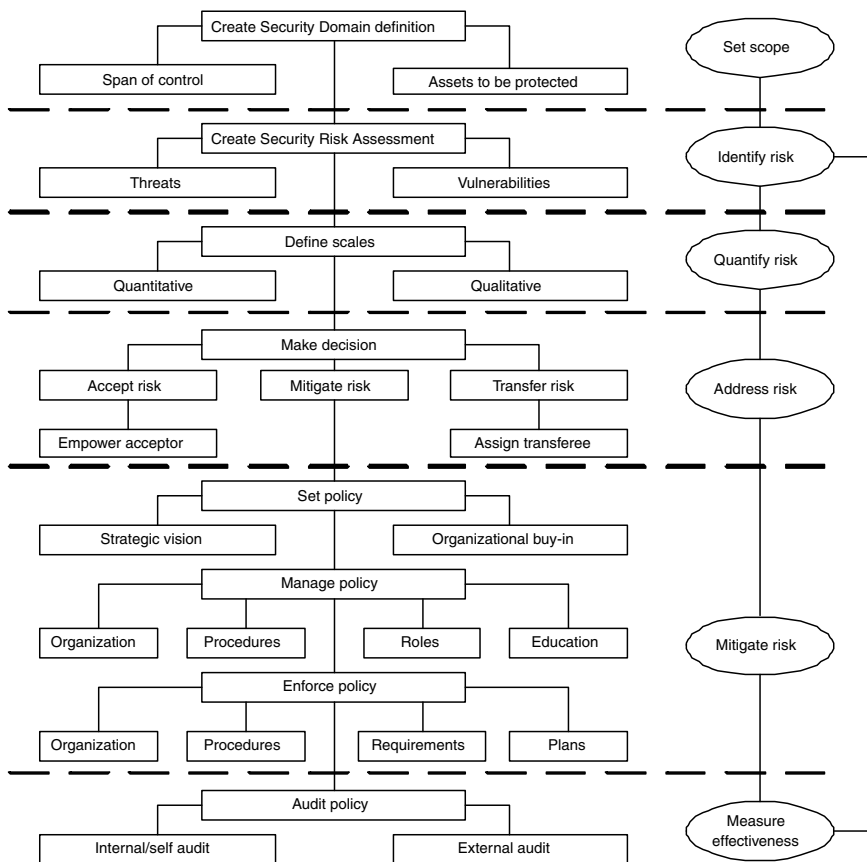 Create Security Domain definition
Span of control
Assets to be protected
Set scope
Create Security Risk Assessment
Threats
Vulnerabilities
Identify risk
Define scales
Quantitative
Qualitative
Quantify risk
Make decision
Accept risk
Mitigate risk
Transfer risk
Empower acceptor
Assign transferee
Address risk
Set policy
Strategic vision
Organizational buy-in
Manage policy
Organization
Procedures
Roles
Education
Mitigate risk
Enforce policy
Organization
Procedures
Requirements
Plans
Audit policy
Internal/self audit
External audit
Measure
effectiveness